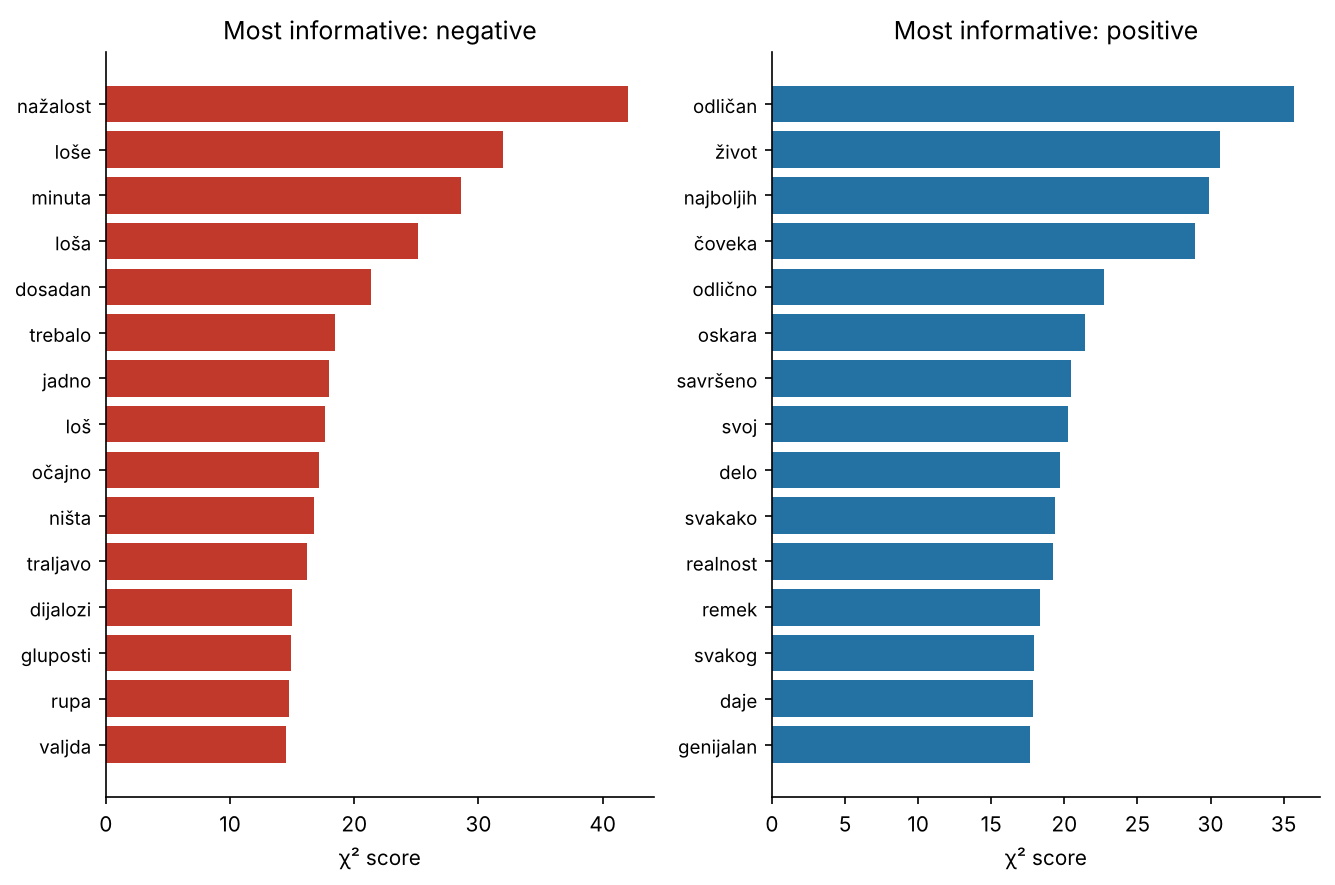 Most informative: negative
nažalost
loše
minuta
loša
dosadan
trebalo
jadno
loš
očajno
ništa
traljavo
dijalozi
gluposti
rupa
valjda
0 10 20 30 40
χ² score
Most informative: positive
odličan
život
najboljih
čoveka
odlično
oskara
savršeno
svoj
delo
svakako
realnost
remek
svakog
daje
genijalan
0 5 10 15 20 25 30 35
χ² score